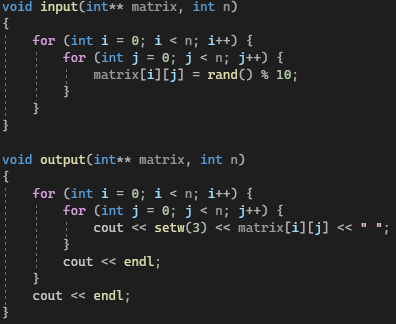 void input(int** matrix, int n)
{
    for (int i = 0; i < n; i++) {
        for (int j = 0; j < n; j++) {
            matrix[i][j] = rand() % 10;
        }
    }
}

void output(int** matrix, int n)
{
    for (int i = 0; i < n; i++) {
        for (int j = 0; j < n; j++) {
            cout << setw(3) << matrix[i][j] << " ";
        }
        cout << endl;
    }
    cout << endl;
}